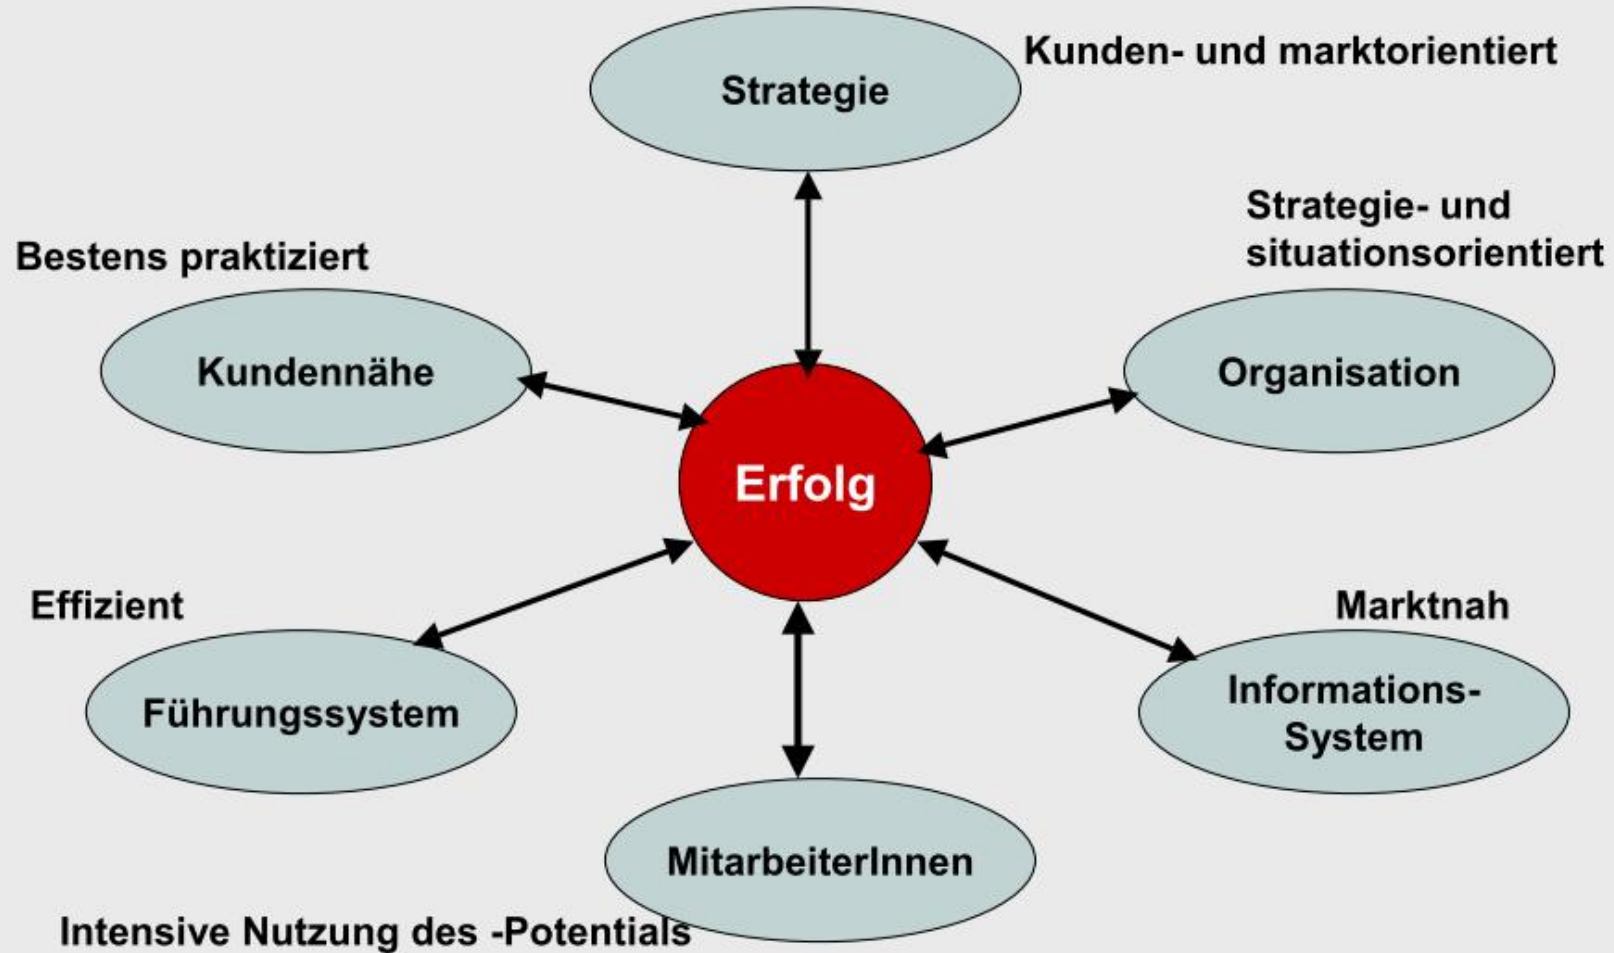 Kunden- und marktorientiert
Strategie
Strategie- und
situationsorientiert
Bestens praktiziert
Kundennähe
Organisation
Erfolg
Effizient
Marktnah
Führungssystem
Informations-
System
MitarbeiterInnen
Intensive Nutzung des -Potentials